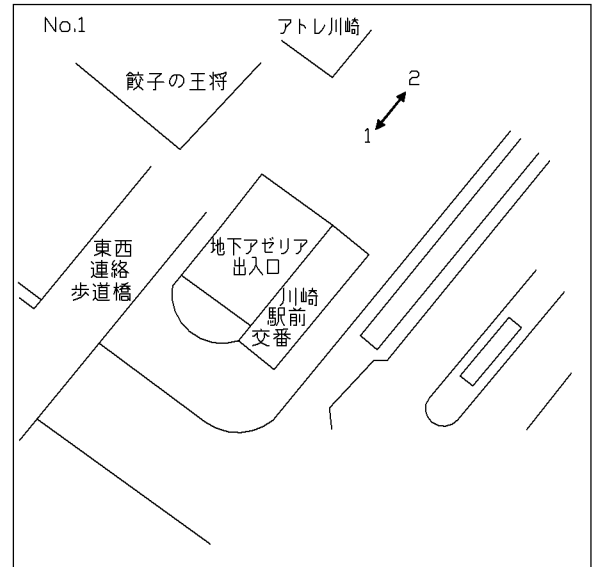 No.1
アトレ川崎
餃子の王将
2
1
東西
連絡
歩道橋
地下アゼリア
出入口
川崎
駅前
交番